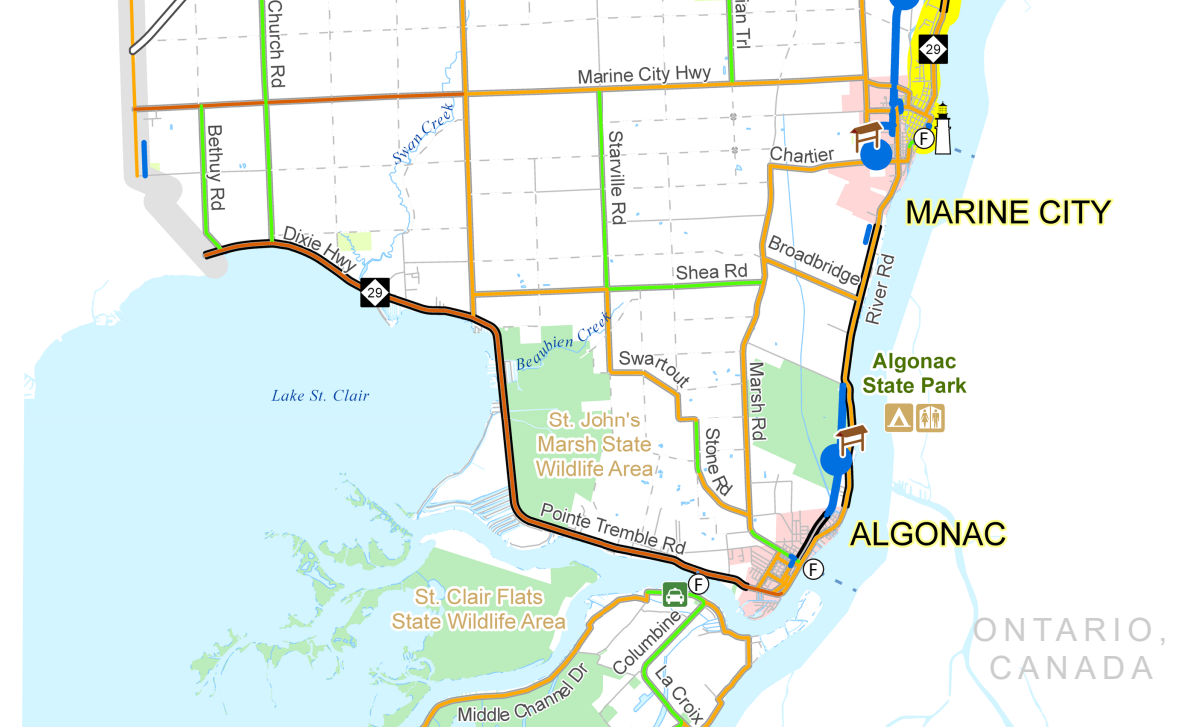 Church Rd
ian Trl
29
Marine City Hwy
Swan Creek
Bethuy Rd
Starville Rd
F
Chartier
MARINE CITY
Dixie Hwy
Broadbridge
Shea Rd
29
River Rd
Beaubien Creek
Swartout
Algonac
State Park
Marsh Rd
Lake St. Clair
St. John's
Marsh State
Wildlife Area
Stone Rd
Pointe Tremble Rd
ALGONAC
F
F
St. Clair Flats
State Wildlife Area
Columbine
ONTARIO,
CANADA
La Croix
Middle Channel Dr